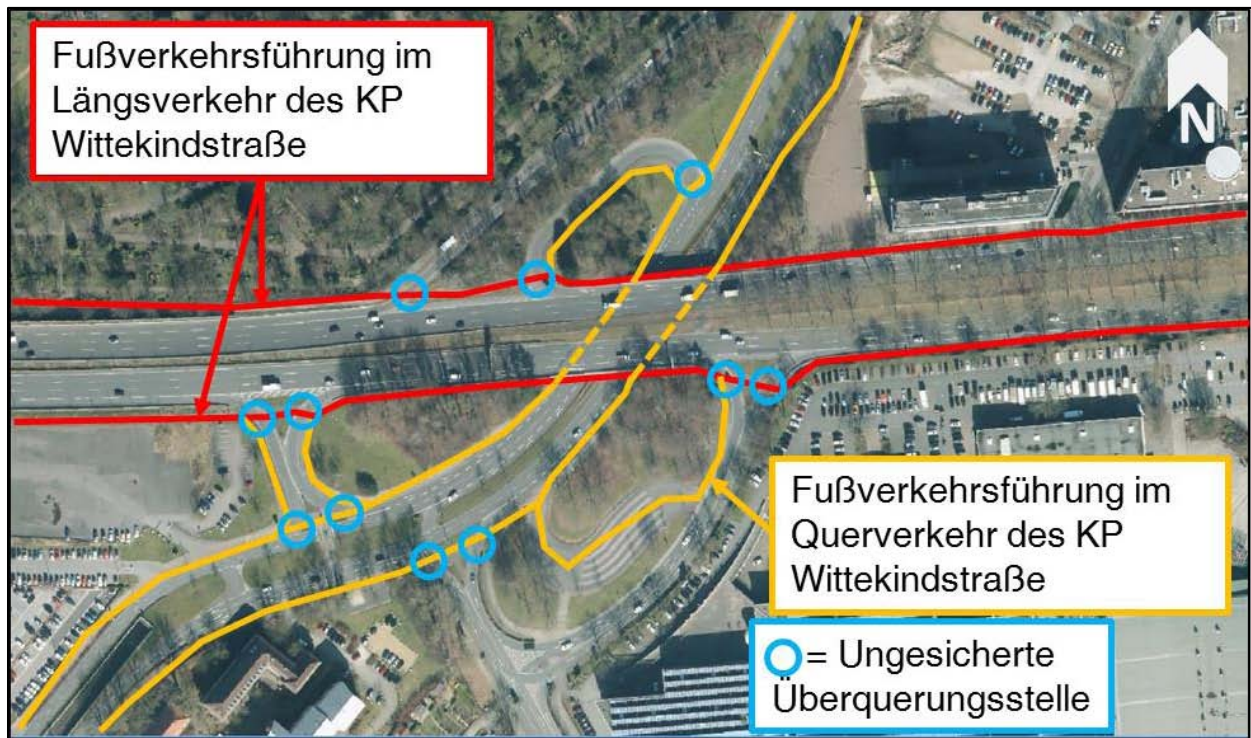 Fußverkehrsführung im
Längsverkehr des KP
Wittekindstraße
N
Fußverkehrsführung im
Querverkehr des KP
Wittekindstraße
= Ungesicherte
Überquerungsstelle